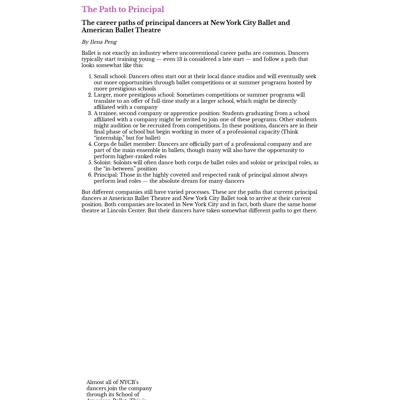 The Path to Principal
The career paths of principal dancers at New York City Ballet and
American Ballet Theatre
By Ilena Peng
Ballet is not exactly an industry where unconventional career paths are common. Dancers
typically start training young — even 13 is considered a late start — and follow a path that
looks somewhat like this:
1. Small school: Dancers often start out at their local dance studios and will eventually seek
out more opportunities through ballet competitions or at summer programs hosted by
more prestigious schools
2. Larger, more prestigious school: Sometimes competitions or summer programs will
translate to an offer of full-time study at a larger school, which might be directly
affiliated with a company
3. A trainee, second company or apprentice position: Students graduating from a school
affiliated with a company might be invited to join one of these programs. Other students
might audition or be recruited from competitions. In these positions, dancers are in their
final phase of school but begin working in more of a professional capacity (Think
"internship," but for ballet)
4. Corps de ballet member: Dancers are officially part of a professional company and are
part of the main ensemble in ballets, though many will also have the opportunity to
perform higher-ranked roles
5. Soloist: Soloists will often dance both corps de ballet roles and soloist or principal roles, as
the "in-between" position
6. Principal: Those in the highly coveted and respected rank of principal almost always
perform lead roles — the absolute dream for many dancers
But different companies still have varied processes. These are the paths that current principal
dancers at American Ballet Theatre and New York City Ballet took to arrive at their current
position. Both companies are located in New York City and in fact, both share the same home
theatre at Lincoln Center. But their dancers have taken somewhat different paths to get there.
Almost all of NYCB's
dancers join the company
through its School of